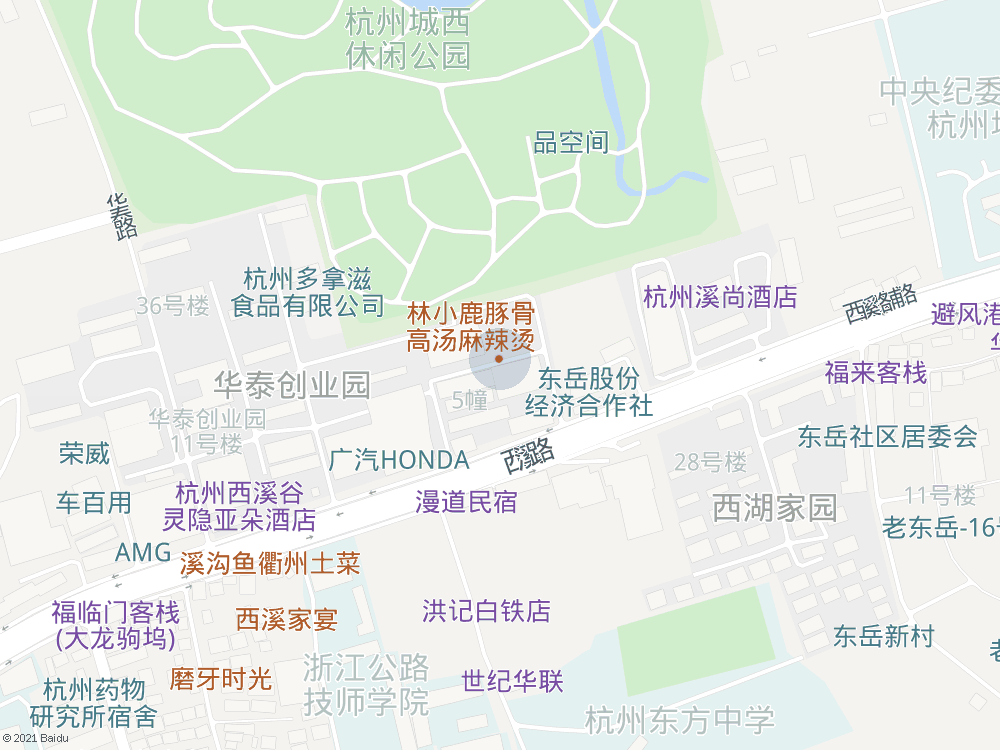 杭州城西
休闲公园
中央纪委
杭州培
品空间
华泰路
杭州多拿滋
食品有限公司
36号楼
林小鹿豚骨
高汤麻辣烫
杭州溪尚酒店
西溪路辅路
避风港
华
福来客栈
华泰创业园
5幢
东岳股份
经济合作社
华泰创业园
11号楼
东岳社区居委会
荣威
广汽HONDA
西溪路
28号楼
车百用
杭州西溪谷
灵隐亚朵酒店
漫道民宿
西湖家园
11号楼
老东岳-16号
AMG
溪沟鱼衢州土菜
福临门客栈
(大龙驹坞)
西溪家宴
洪记白铁店
东岳新村
老
磨牙时光
浙江公路
技师学院
世纪华联
杭州药物
研究所宿舍
杭州东方中学
© 2021 Baidu